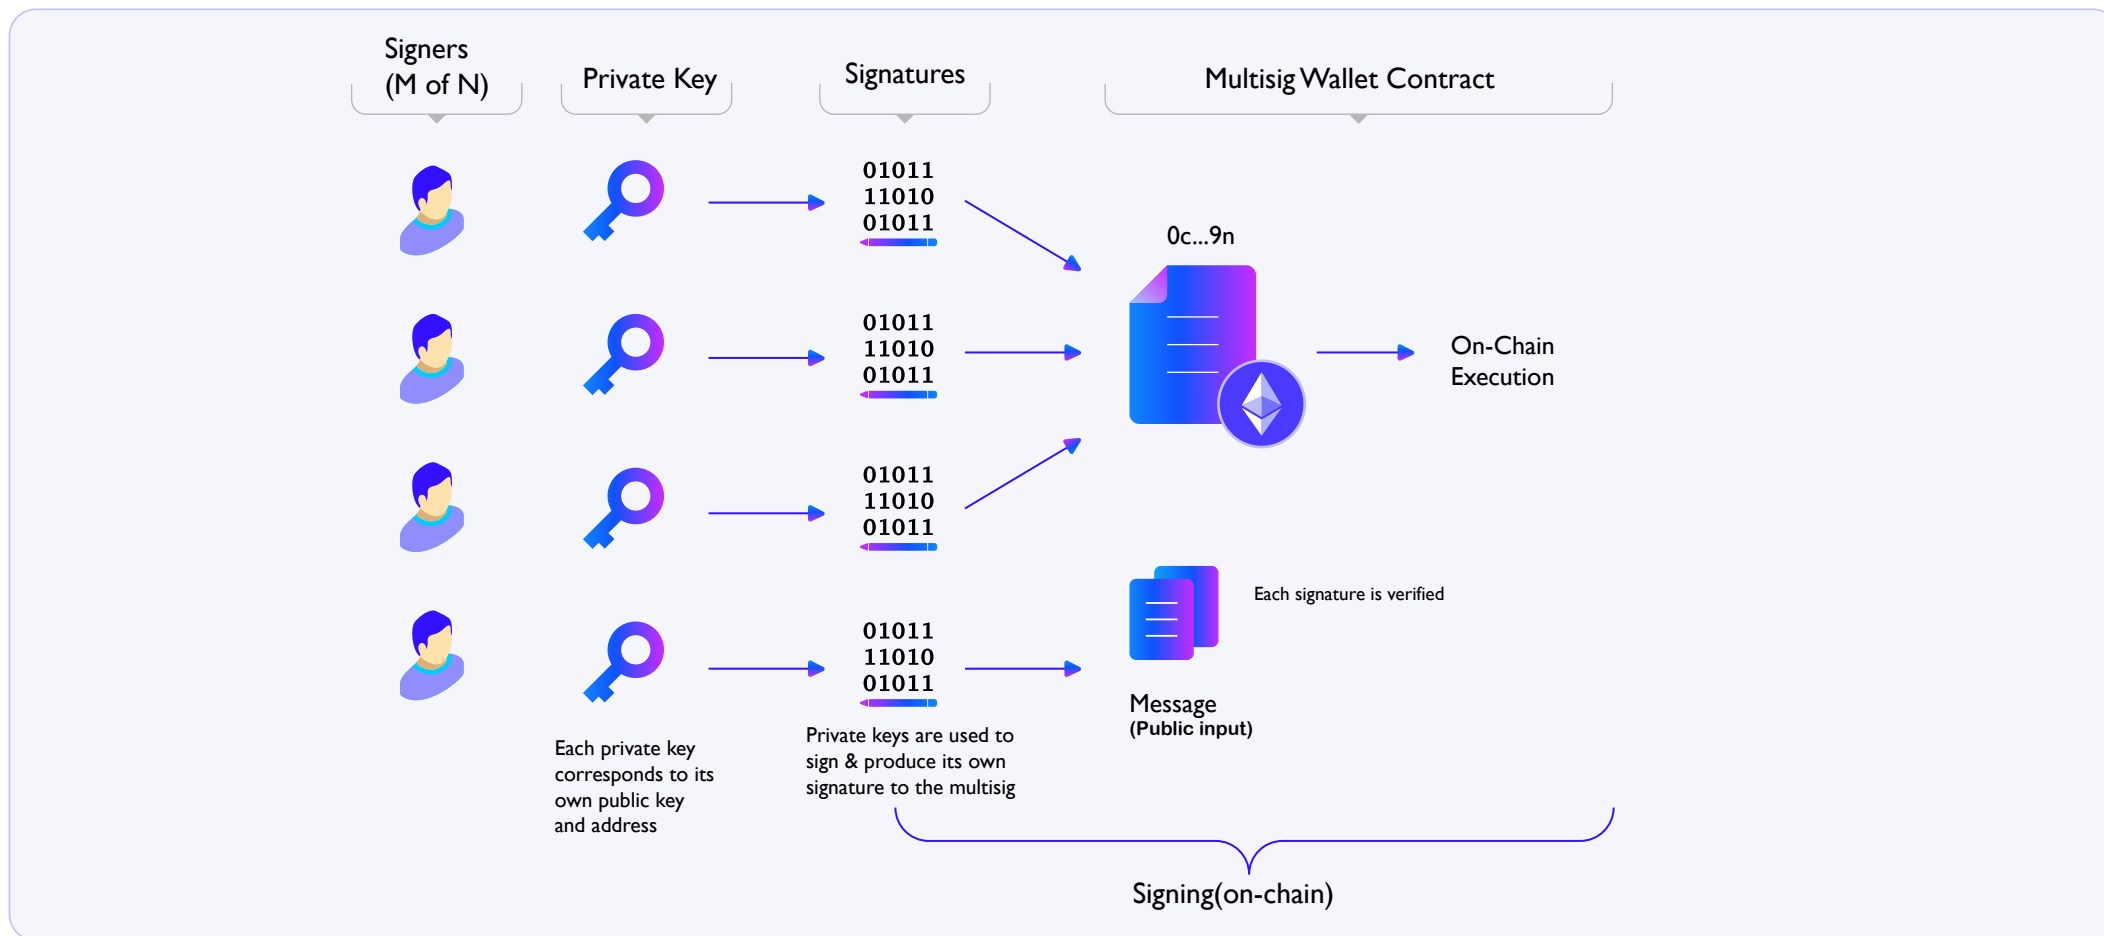 Signers
(M of N)
Private Key
Signatures
Multisig Wallet Contract
01011
11010
01011
0c...9n
01011
11010
01011
On-Chain
Execution
01011
11010
01011
Each signature is verified
01011
11010
01011
Message
(Public input)
Each private key
corresponds to its
own public key
and address
Private keys are used to
sign & produce its own
signature to the multisig
Signing(on-chain)